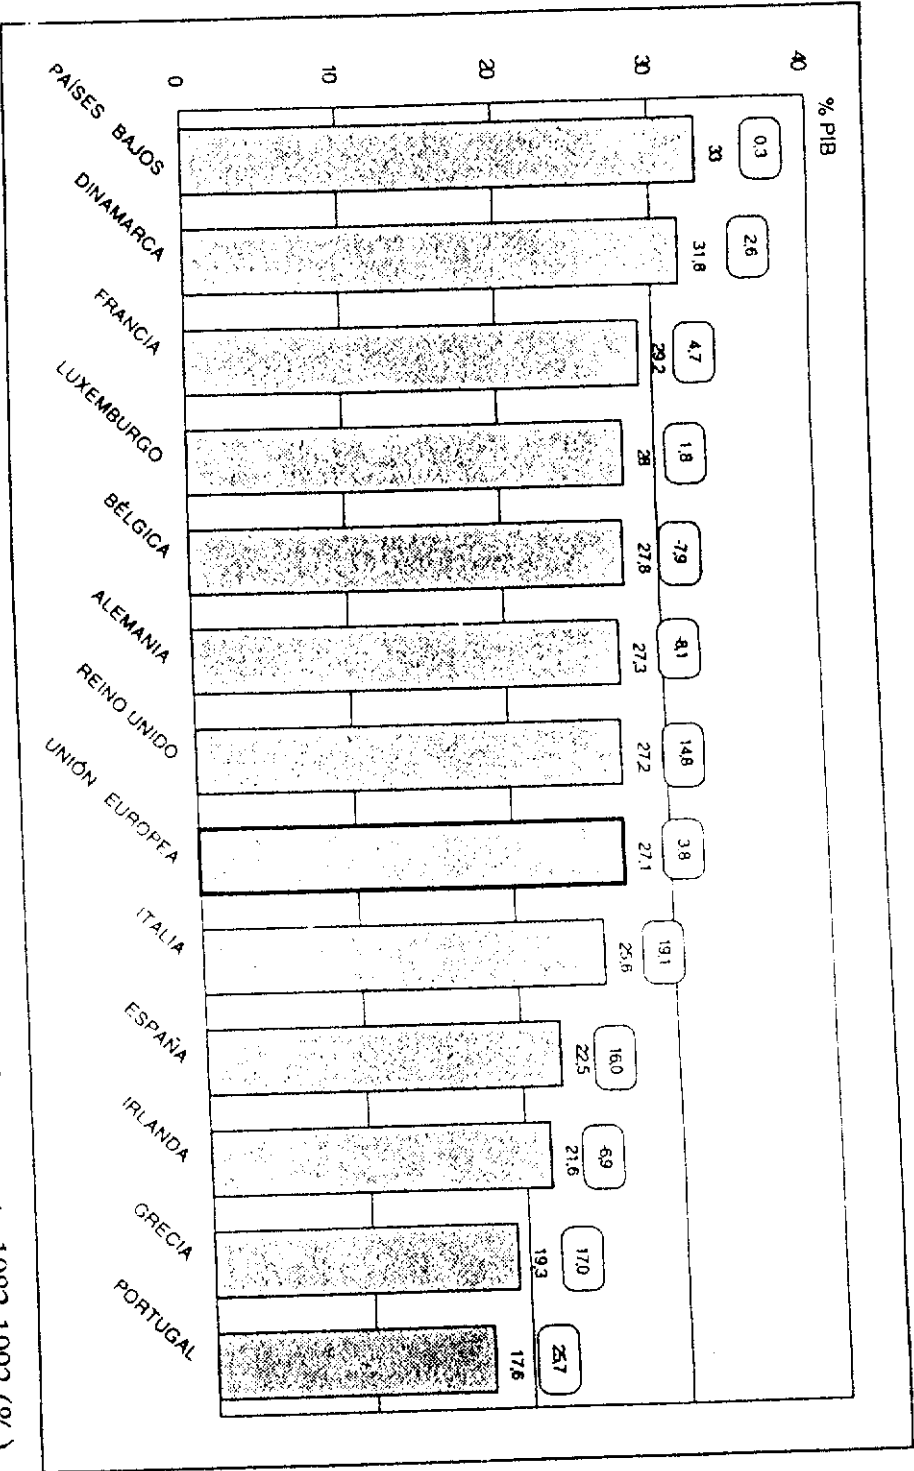 % PIB
40
30
20
10
0
0,3
33
2,6
31,8
4,7
29,2
1,8
28
-7,9
27,8
-8,1
27,3
14,8
27,2
3,8
27,1
19,1
25,6
16,0
22,5
-6,9
21,6
17,0
19,3
25,7
17,6
PAÍSES BAJOS
DINAMARCA
FRANCIA
LUXEMBURGO
BÉLGICA
ALEMANIA
REINO UNIDO
UNIÓN EUROPEA
ITALIA
ESPAÑA
IRLANDA
GRECIA
PORTUGAL
(%)